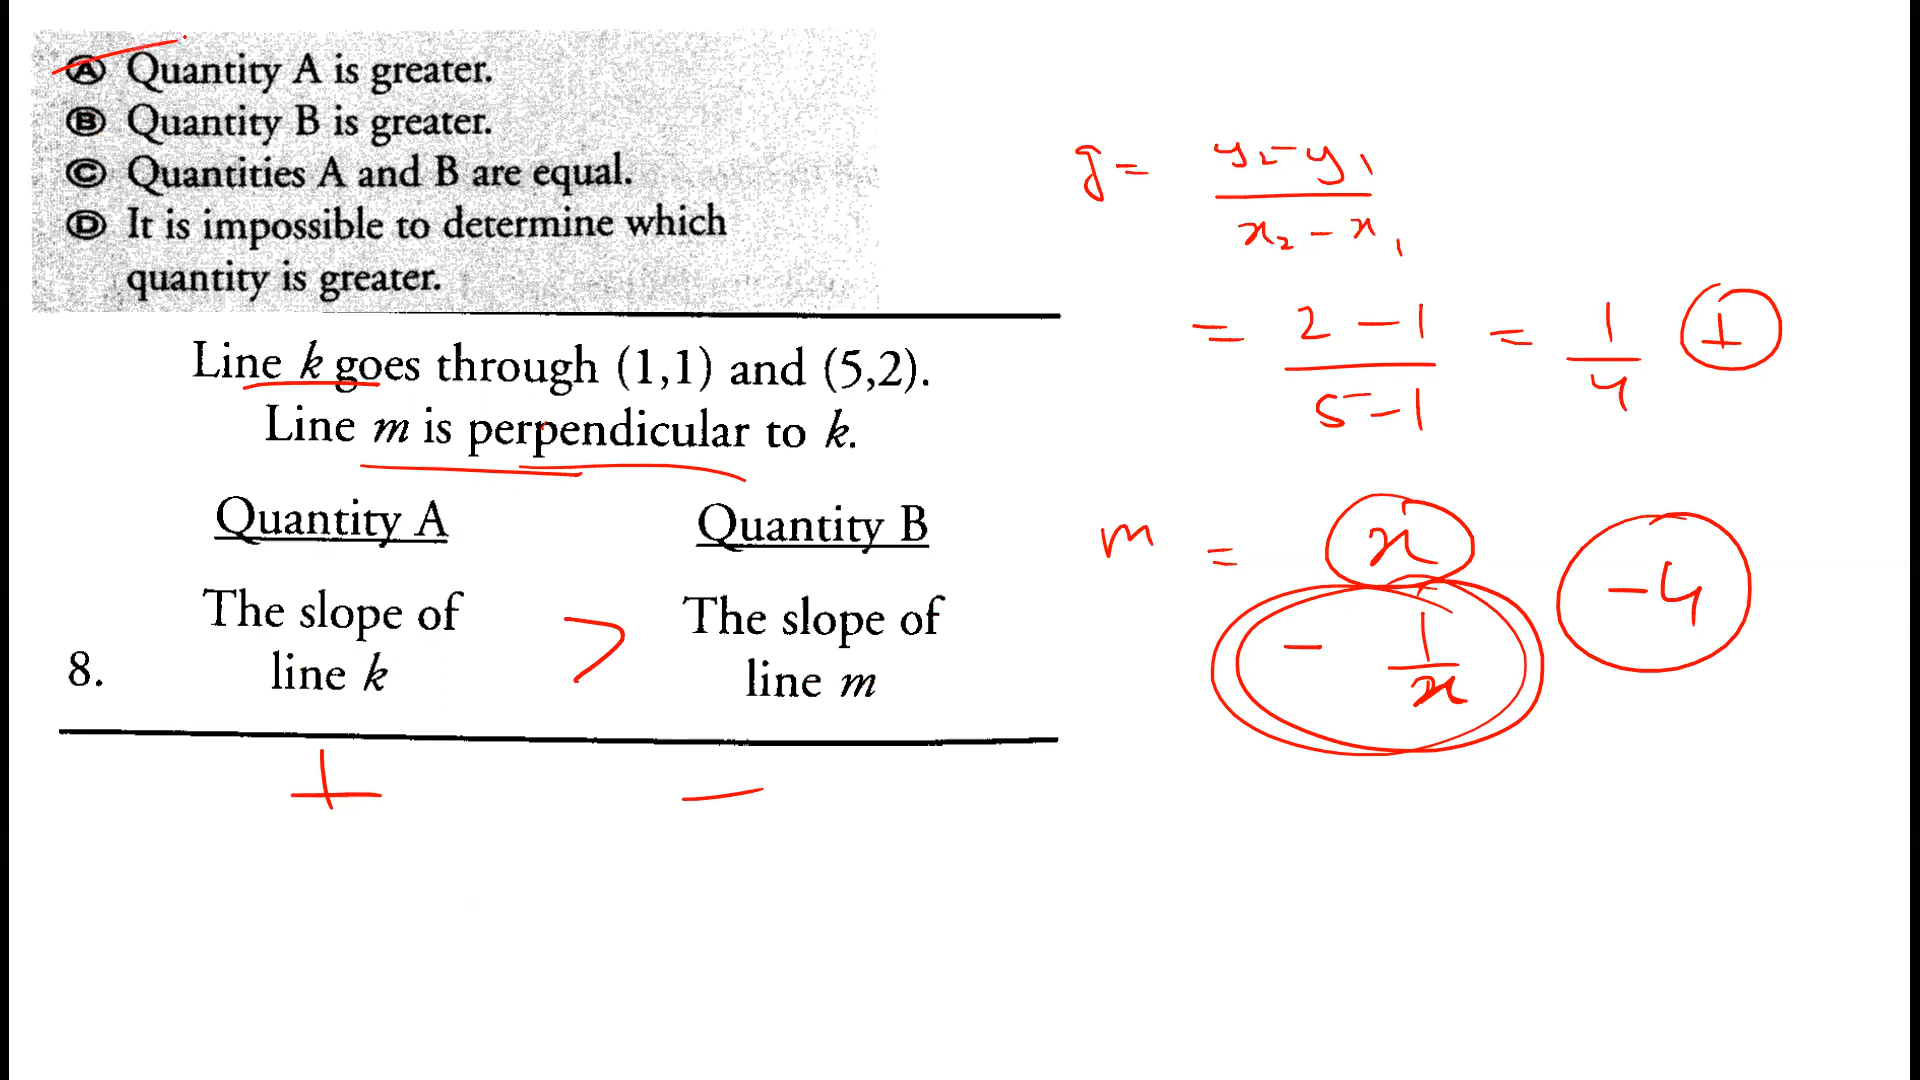 Ⓐ Quantity A is greater.
Ⓑ Quantity B is greater.
Ⓒ Quantities A and B are equal.
Ⓓ It is impossible to determine which
quantity is greater.
Line k goes through (1,1) and (5,2).
Line m is perpendicular to k.
Quantity A
Quantity B
The slope of
line k
>
The slope of
line m
8.
+
−
= y₂−y₁
x₂ − x₁
= 2 − 1 = 1 +
5 − 1 4
m = x
− 1
x
−4